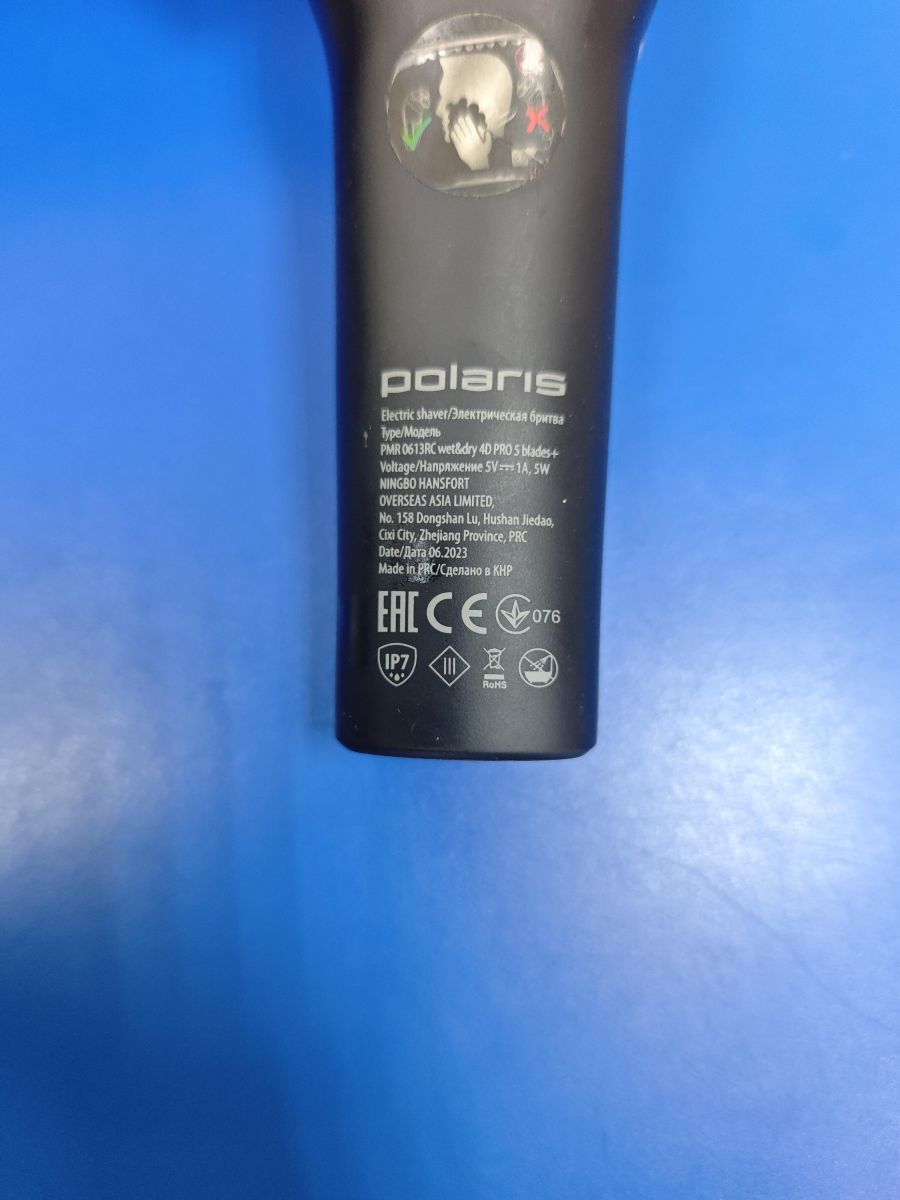 polaris
Electric shaver/Электрическая бритва
Type/Модель
PMR 0613RC wet&dry 4D PRO 5 blades+
Voltage/Напряжение 5V⎓1A, 5W
NINGBO HANSFORT
OVERSEAS ASIA LIMITED,
No. 158 Dongshan Lu, Hushan Jiedao,
Cixi City, Zhejiang Province, PRC
Date/Дата 06.2023
Made in PRC/Сделано в КНР
EAC CE 076
IP7 III RoHS